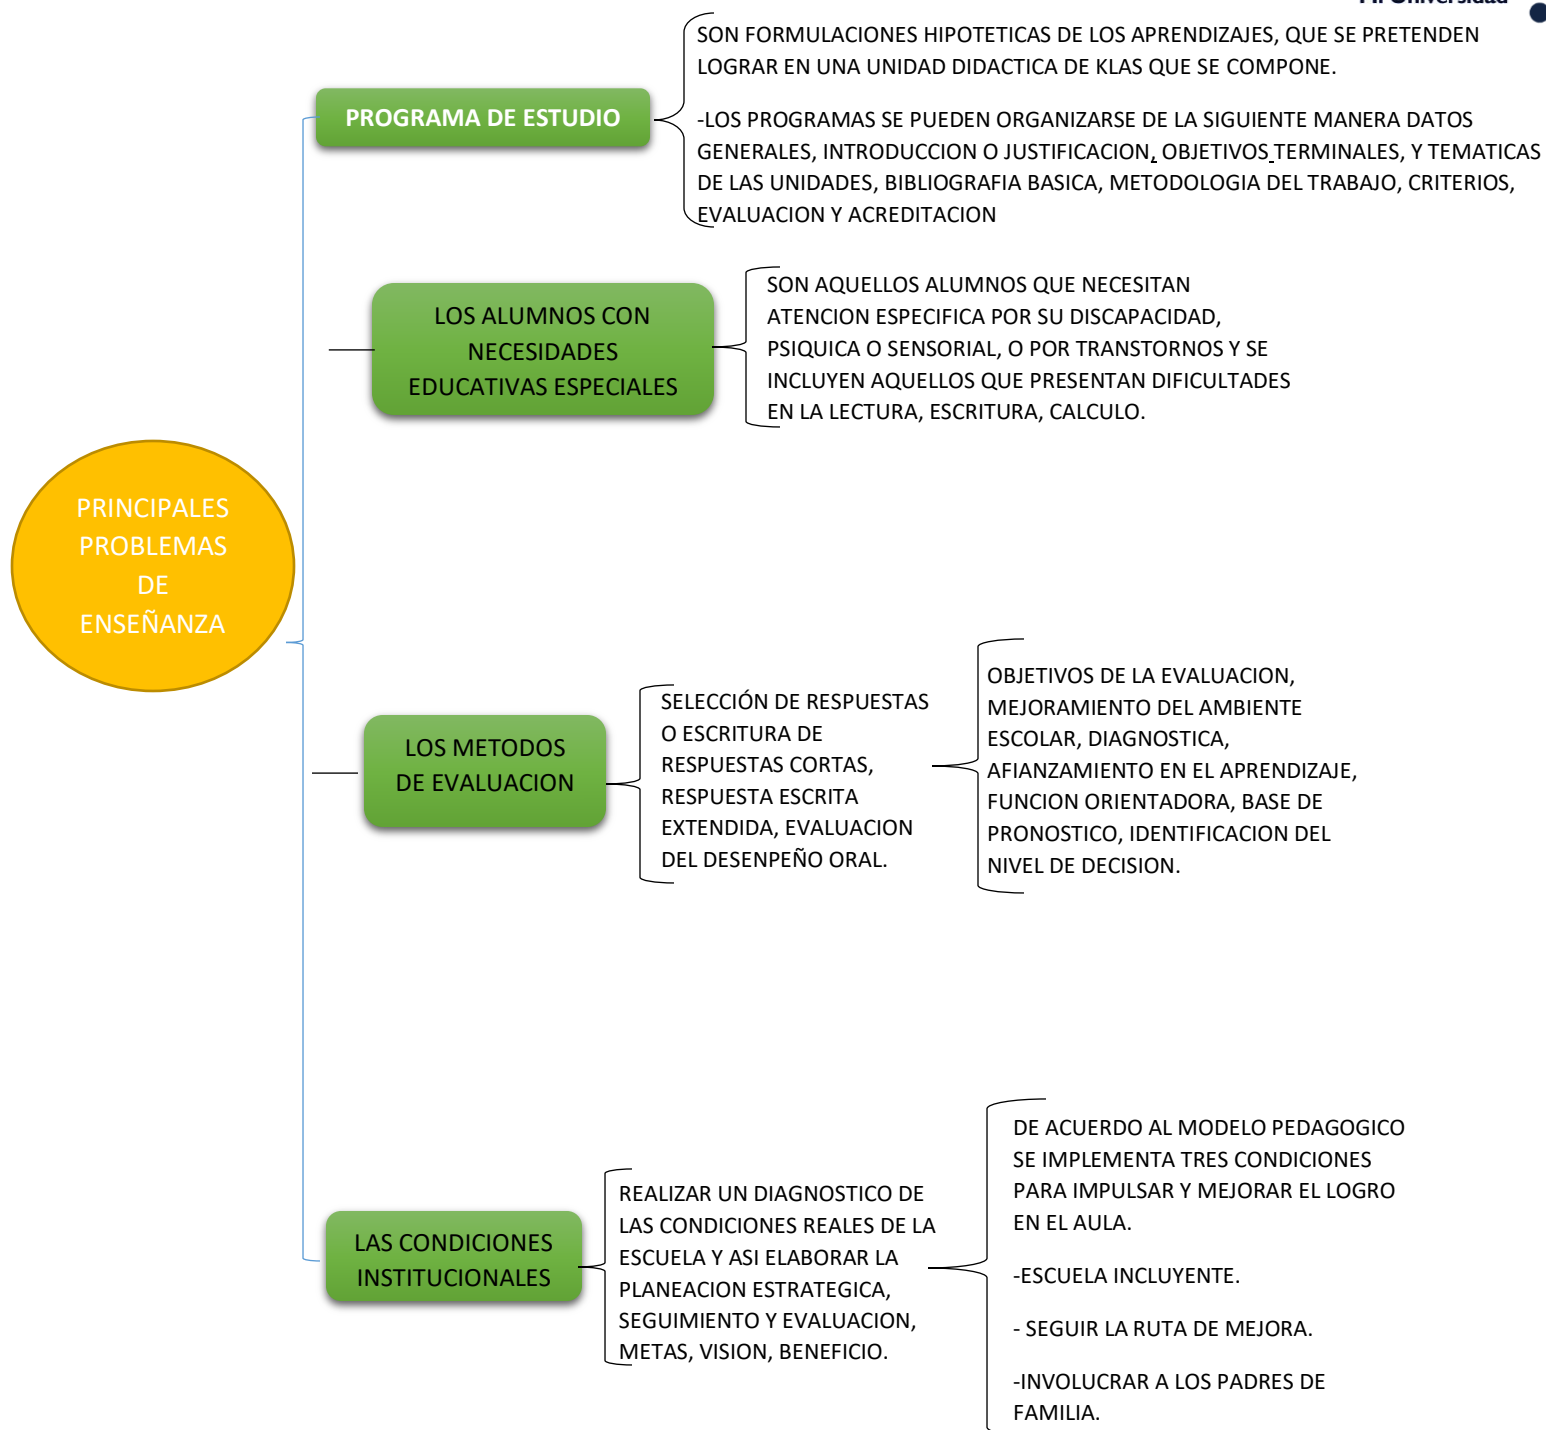 Mi Universidad
SON FORMULACIONES HIPOTETICAS DE LOS APRENDIZAJES, QUE SE PRETENDEN
LOGRAR EN UNA UNIDAD DIDACTICA DE KLAS QUE SE COMPONE.
PROGRAMA DE ESTUDIO
-LOS PROGRAMAS SE PUEDEN ORGANIZARSE DE LA SIGUIENTE MANERA DATOS
GENERALES, INTRODUCCION O JUSTIFICACION, OBJETIVOS TERMINALES, Y TEMATICAS
DE LAS UNIDADES, BIBLIOGRAFIA BASICA, METODOLOGIA DEL TRABAJO, CRITERIOS,
EVALUACION Y ACREDITACION
LOS ALUMNOS CON
NECESIDADES
EDUCATIVAS ESPECIALES
SON AQUELLOS ALUMNOS QUE NECESITAN
ATENCION ESPECIFICA POR SU DISCAPACIDAD,
PSIQUICA O SENSORIAL, O POR TRANSTORNOS Y SE
INCLUYEN AQUELLOS QUE PRESENTAN DIFICULTADES
EN LA LECTURA, ESCRITURA, CALCULO.
PRINCIPALES
PROBLEMAS
DE
ENSEÑANZA
LOS METODOS
DE EVALUACION
SELECCIÓN DE RESPUESTAS
O ESCRITURA DE
RESPUESTAS CORTAS,
RESPUESTA ESCRITA
EXTENDIDA, EVALUACION
DEL DESENPEÑO ORAL.
OBJETIVOS DE LA EVALUACION,
MEJORAMIENTO DEL AMBIENTE
ESCOLAR, DIAGNOSTICA,
AFIANZAMIENTO EN EL APRENDIZAJE,
FUNCION ORIENTADORA, BASE DE
PRONOSTICO, IDENTIFICACION DEL
NIVEL DE DECISION.
LAS CONDICIONES
INSTITUCIONALES
REALIZAR UN DIAGNOSTICO DE
LAS CONDICIONES REALES DE LA
ESCUELA Y ASI ELABORAR LA
PLANEACION ESTRATEGICA,
SEGUIMIENTO Y EVALUACION,
METAS, VISION, BENEFICIO.
DE ACUERDO AL MODELO PEDAGOGICO
SE IMPLEMENTA TRES CONDICIONES
PARA IMPULSAR Y MEJORAR EL LOGRO
EN EL AULA.
-ESCUELA INCLUYENTE.
- SEGUIR LA RUTA DE MEJORA.
-INVOLUCRAR A LOS PADRES DE
FAMILIA.